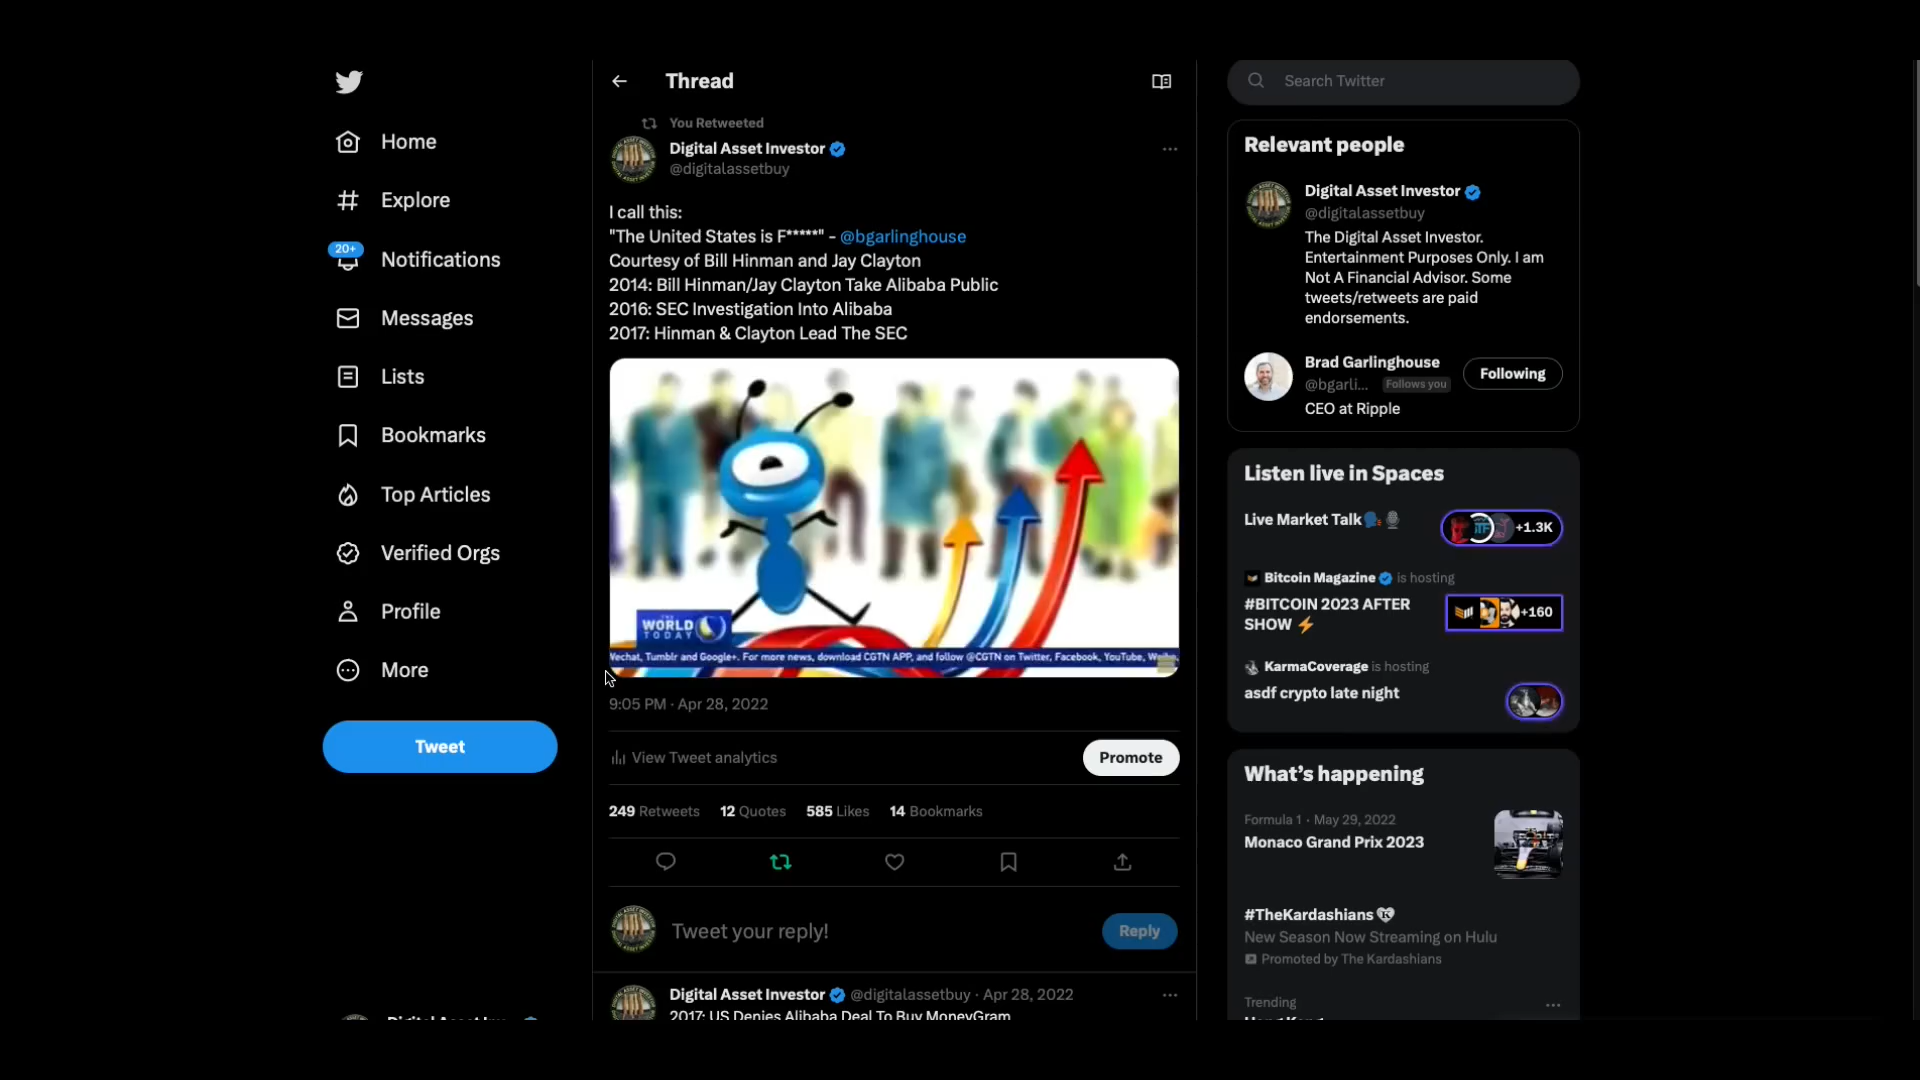 Home
Explore
20+
Notifications
Messages
Lists
Bookmarks
Top Articles
Verified Orgs
Profile
More
Tweet
Thread
You Retweeted
Digital Asset Investor
@digitalassetbuy
I call this:
"The United States is F*****" - @bgarlinghouse
Courtesy of Bill Hinman and Jay Clayton
2014: Bill Hinman/Jay Clayton Take Alibaba Public
2016: SEC Investigation Into Alibaba
2017: Hinman & Clayton Lead The SEC
WORLD
TODAY
Wechat, Tumblr and Google+. For more news, download CGTN APP, and follow @CGTN on Twitter, Facebook, YouTube, Weibo,
9:05 PM · Apr 28, 2022
View Tweet analytics
Promote
249 Retweets 12 Quotes 585 Likes 14 Bookmarks
Tweet your reply!
Reply
Digital Asset Investor @digitalassetbuy · Apr 28, 2022
2017: US Denies Alibaba Deal To Buy MoneyGram
Search Twitter
Relevant people
Digital Asset Investor
@digitalassetbuy
The Digital Asset Investor.
Entertainment Purposes Only. I am
Not A Financial Advisor. Some
tweets/retweets are paid
endorsements.
Brad Garlinghouse
@bgarli... Follows you
Following
CEO at Ripple
Listen live in Spaces
Live Market Talk
+1.3K
Bitcoin Magazine is hosting
#BITCOIN 2023 AFTER
SHOW
+160
KarmaCoverage is hosting
asdf crypto late night
What's happening
Formula 1 · May 29, 2022
Monaco Grand Prix 2023
#TheKardashians
New Season Now Streaming on Hulu
Promoted by The Kardashians
Trending